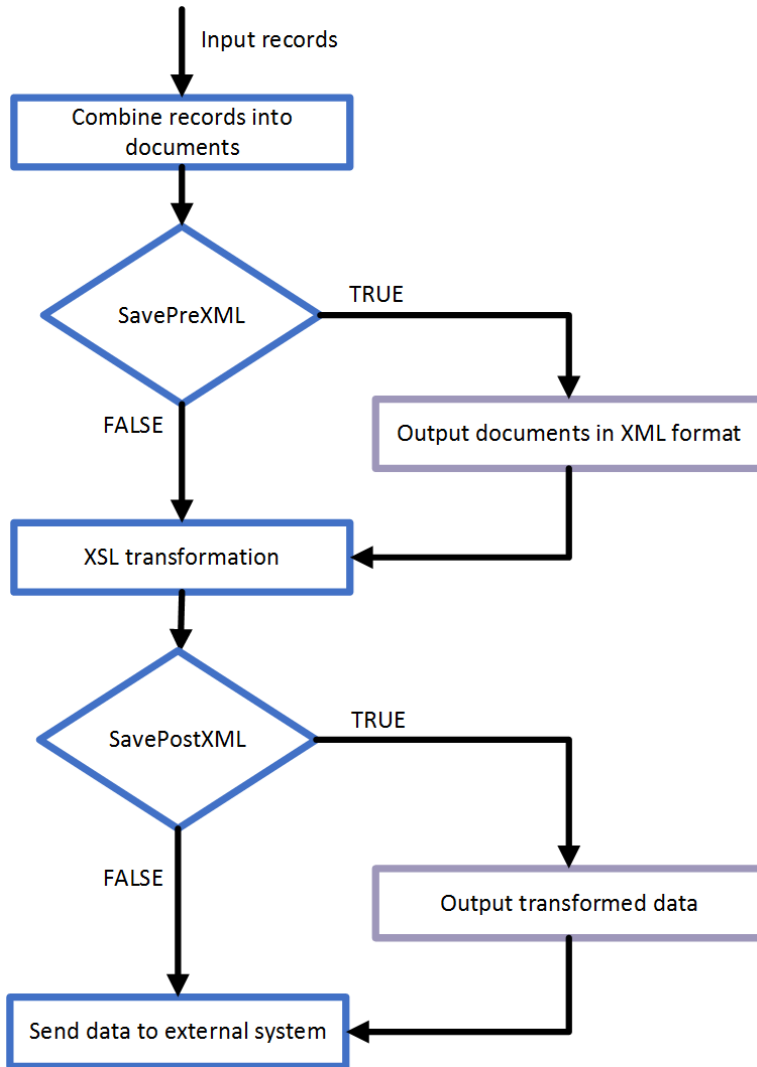 Input records
Combine records into
documents
SavePreXML
TRUE
FALSE
Output documents in XML format
XSL transformation
SavePostXML
TRUE
FALSE
Output transformed data
Send data to external system